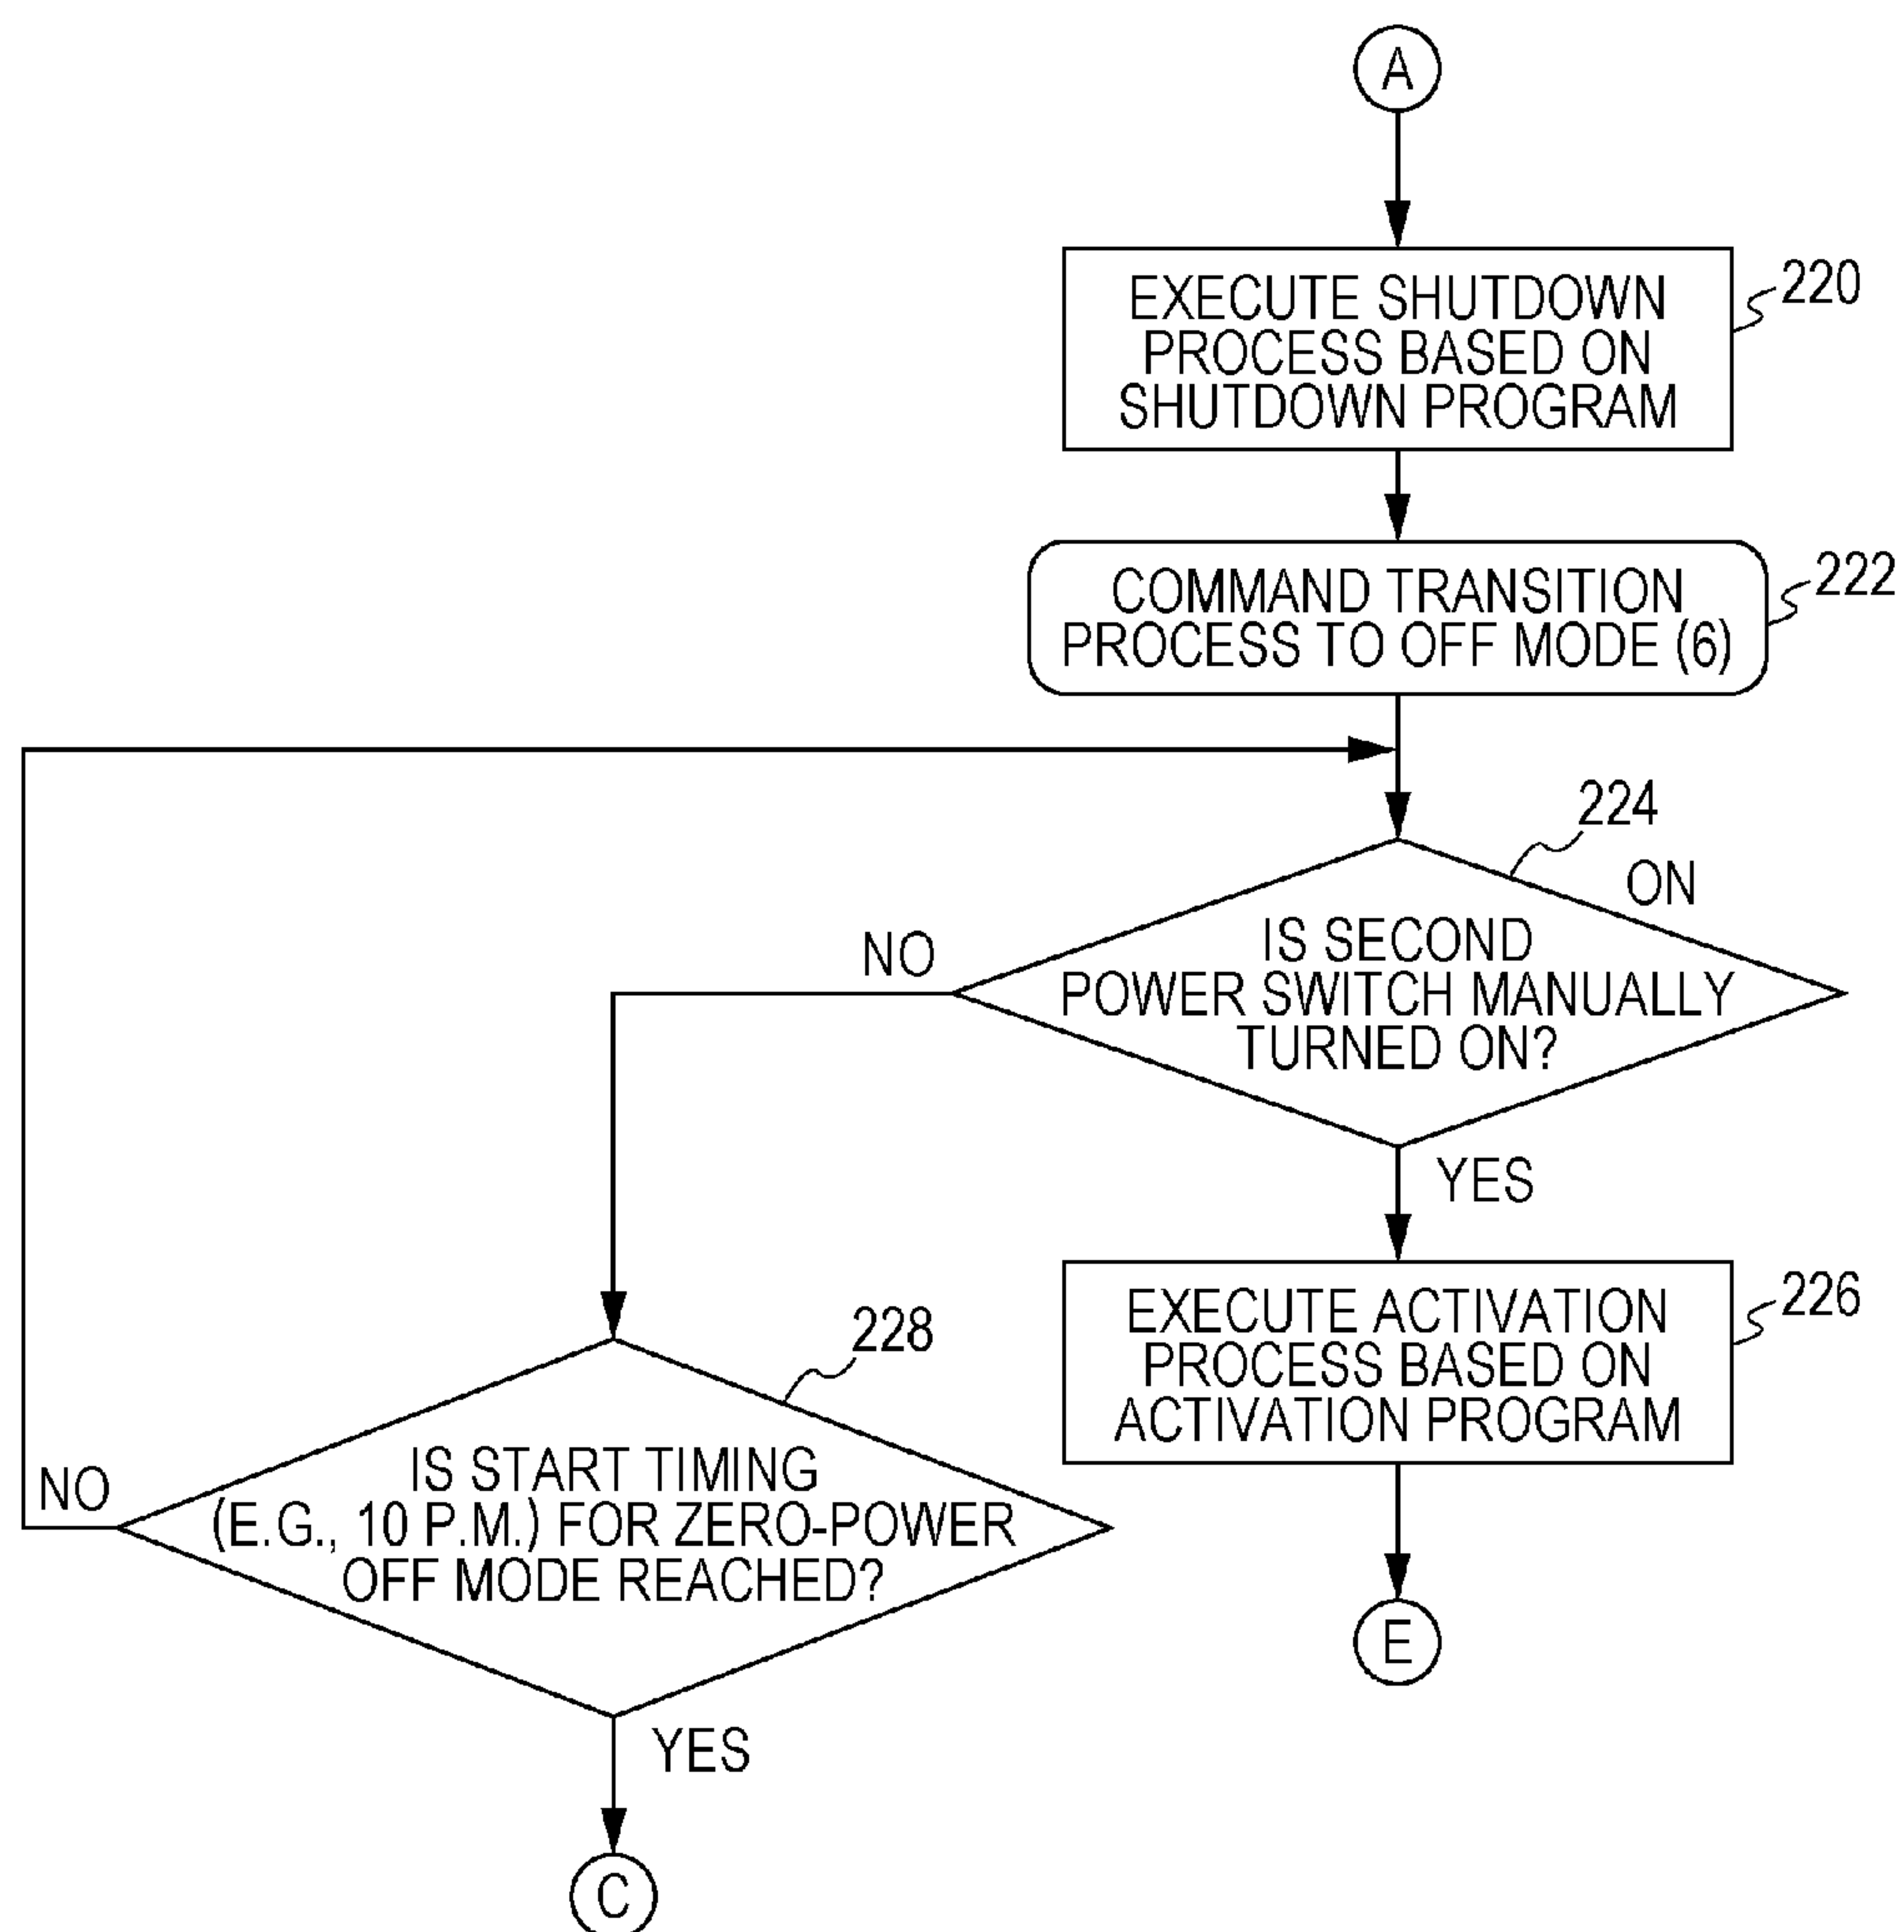 A
EXECUTE SHUTDOWN
PROCESS BASED ON
SHUTDOWN PROGRAM
220
COMMAND TRANSITION
PROCESS TO OFF MODE (6)
222
224
ON
IS SECOND
POWER SWITCH MANUALLY
TURNED ON?
NO
YES
EXECUTE ACTIVATION
PROCESS BASED ON
ACTIVATION PROGRAM
226
228
IS START TIMING
(E.G., 10 P.M.) FOR ZERO-POWER
OFF MODE REACHED?
NO
E
YES
C